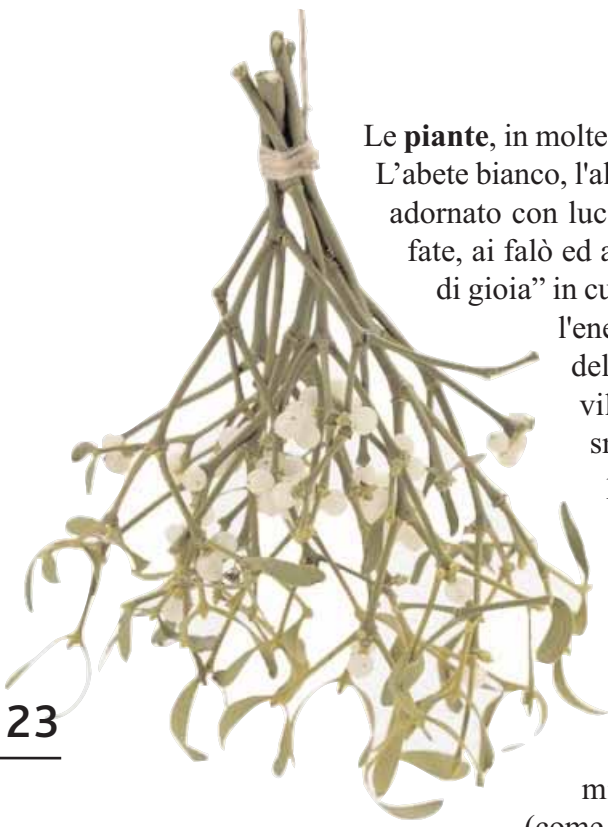 Le piante, in molte
L’abete bianco, l'al
adornato con luc
fate, ai falò ed a
di gioia” in cu
l'ene
del
vil
sn
23
m
(come